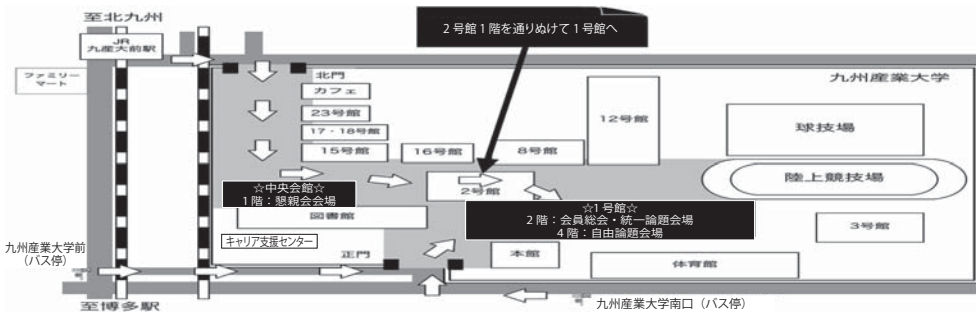 至北九州
2号館1階を通りぬけて1号館へ
JR
九産大前駅
ファミリー
マート
北門
カフェ
23号館
17・18号館
15号館
16号館
8号館
12号館
九州産業大学
球技場
陸上競技場
☆中央会館☆
1階：懇親会会場
2号館
☆1号館☆
2階：会員総会・統一論題会場
4階：自由論題会場
図書館
3号館
キャリア支援センター
正門
本館
体育館
九州産業大学前
（バス停）
至博多駅
九州産業大学南口（バス停）